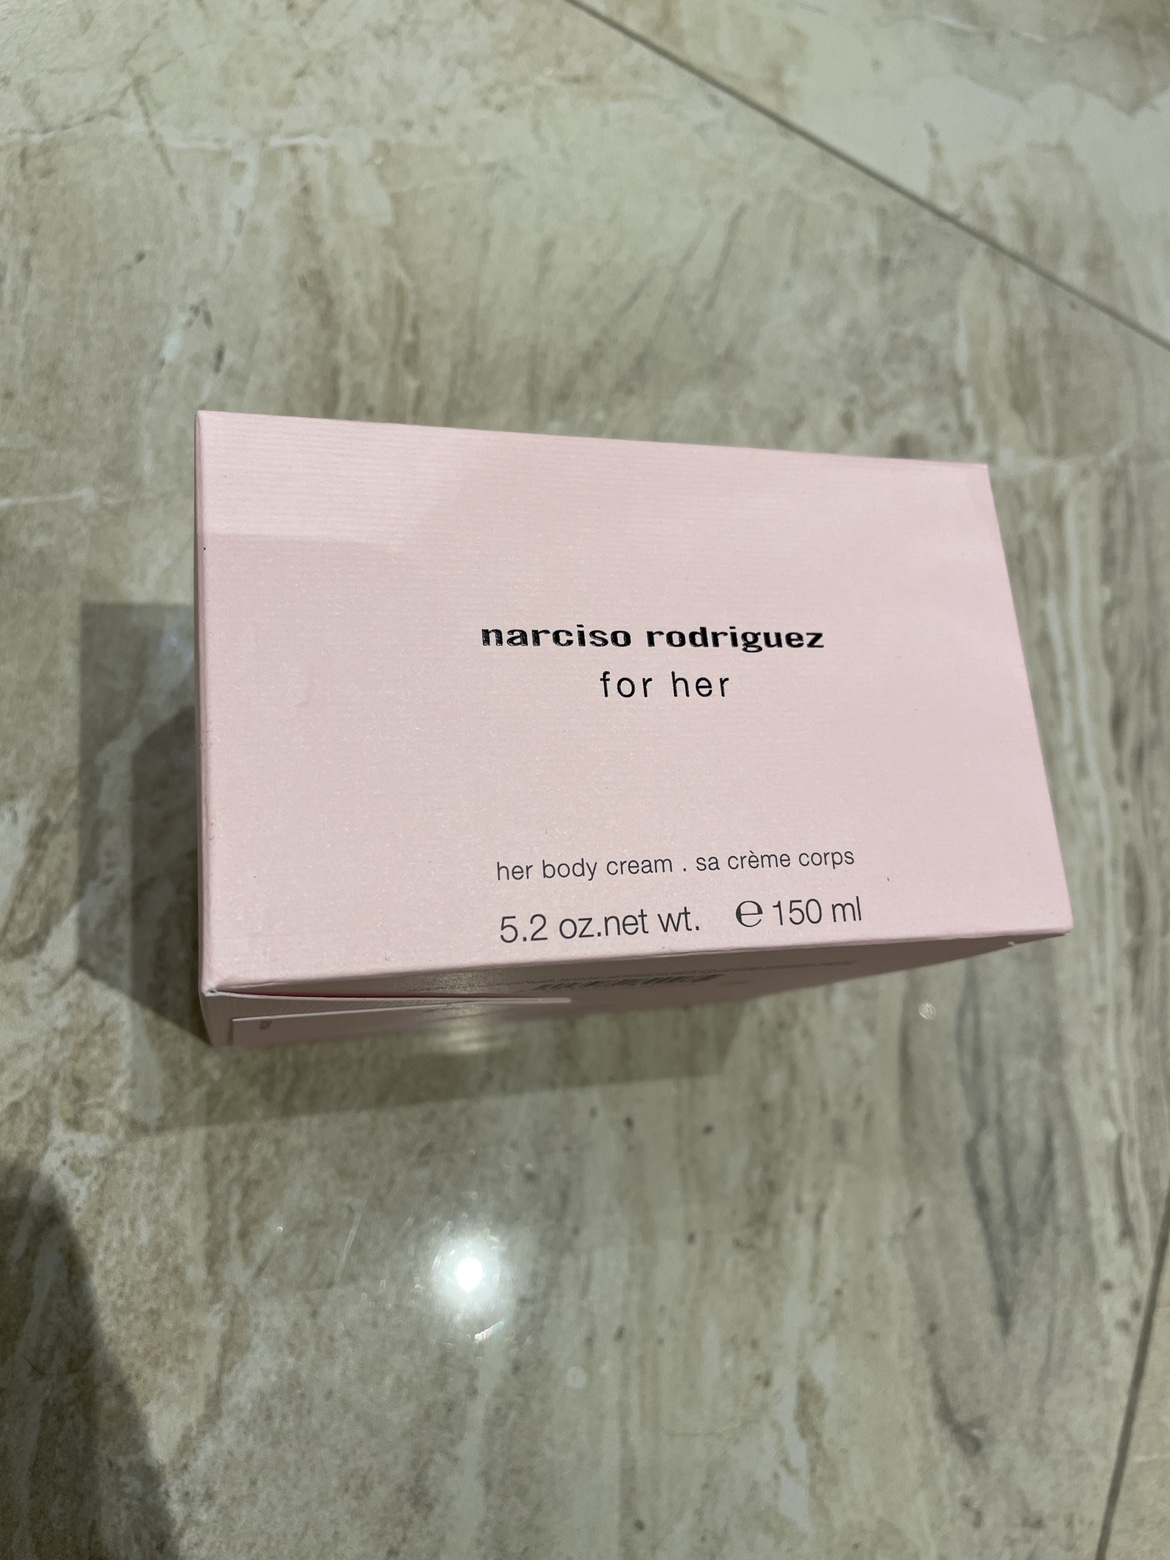 narciso rodriguez
for her
her body cream . sa crème corps
5.2 oz.net wt. ℮ 150 ml